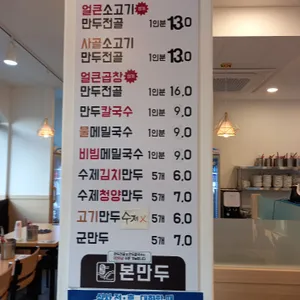 얼큰소고기
만두전골 1인분 13.0
사골소고기
만두전골 1인분 13.0
얼큰곱창
만두전골 1인분 16.0
만두칼국수 1인분 9.0
물메밀국수 1인분 9.0
비빔메밀국수 1인분 9.0
수제김치만두 5개 6.0
수제청양만두 5개 7.0
고기만두 수제X 5개 6.0
군만두 5개 7.0
본만두